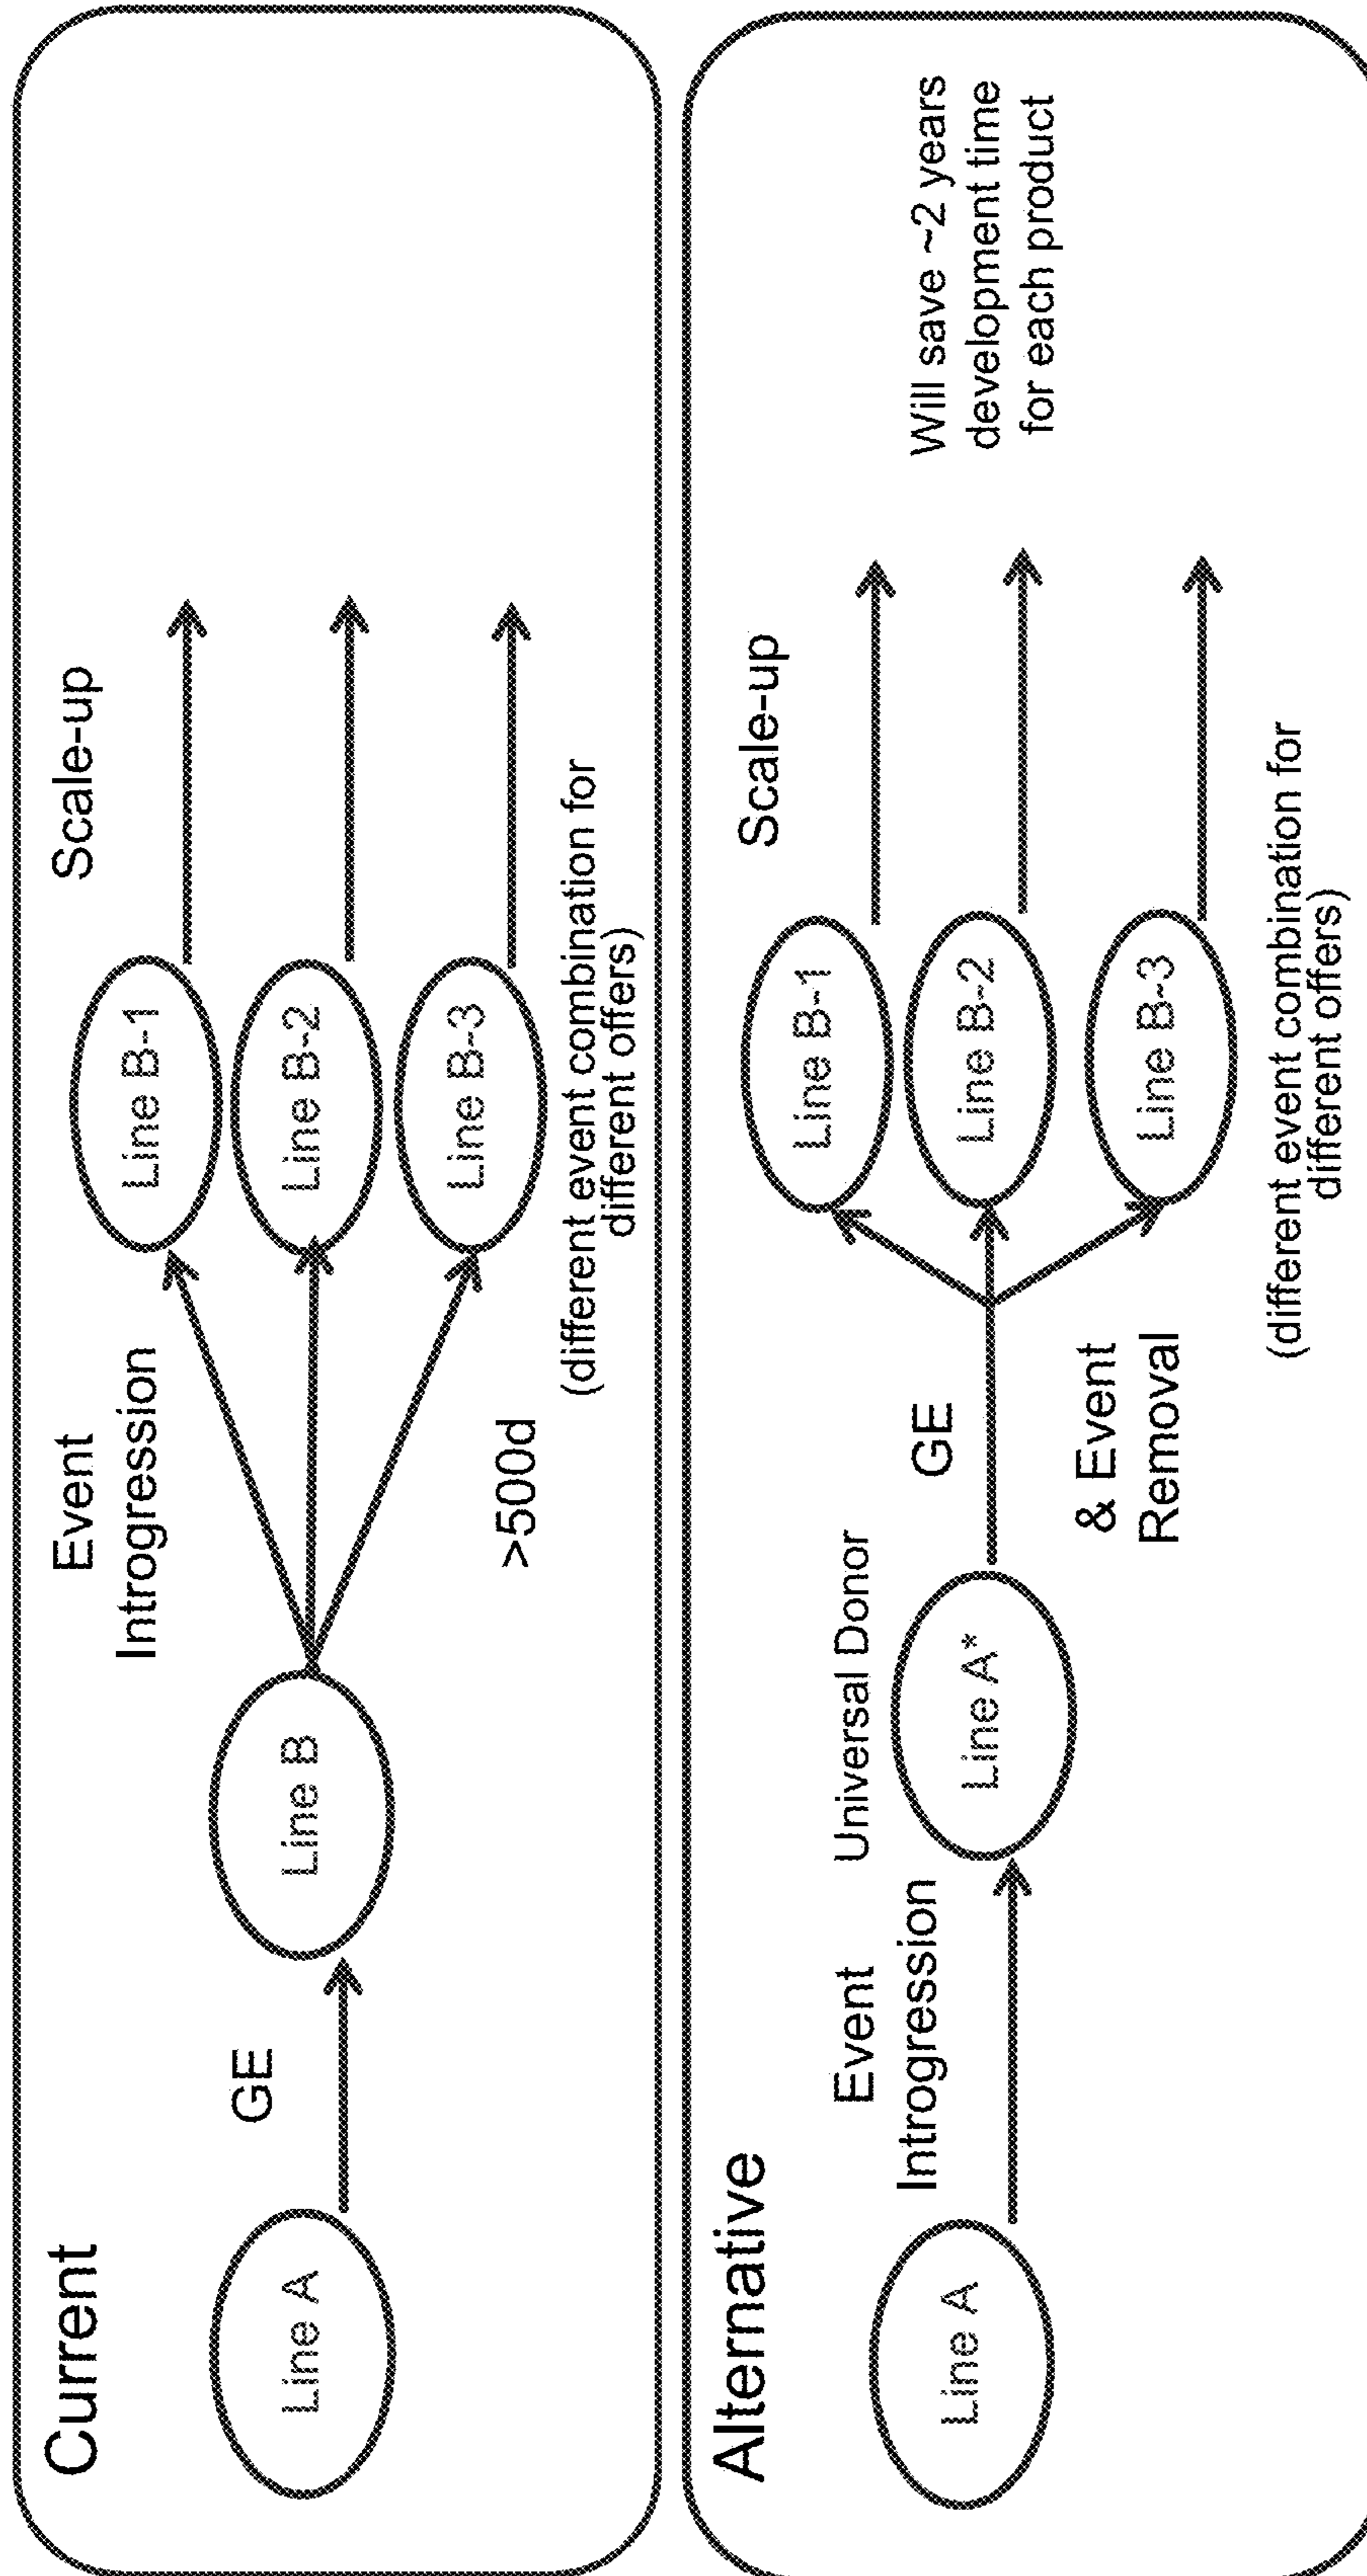 Current
Line A
GE
Line B
Event
Introgression
>500d
Line B-1
Line B-2
Line B-3
(different event combination for
different offers)
Scale-up
Alternative
Line A
Event
Introgression
Universal Donor
Line A*
GE
& Event
Removal
Line B-1
Line B-2
Line B-3
(different event combination for
different offers)
Scale-up
Will save ~2 years
development time
for each product